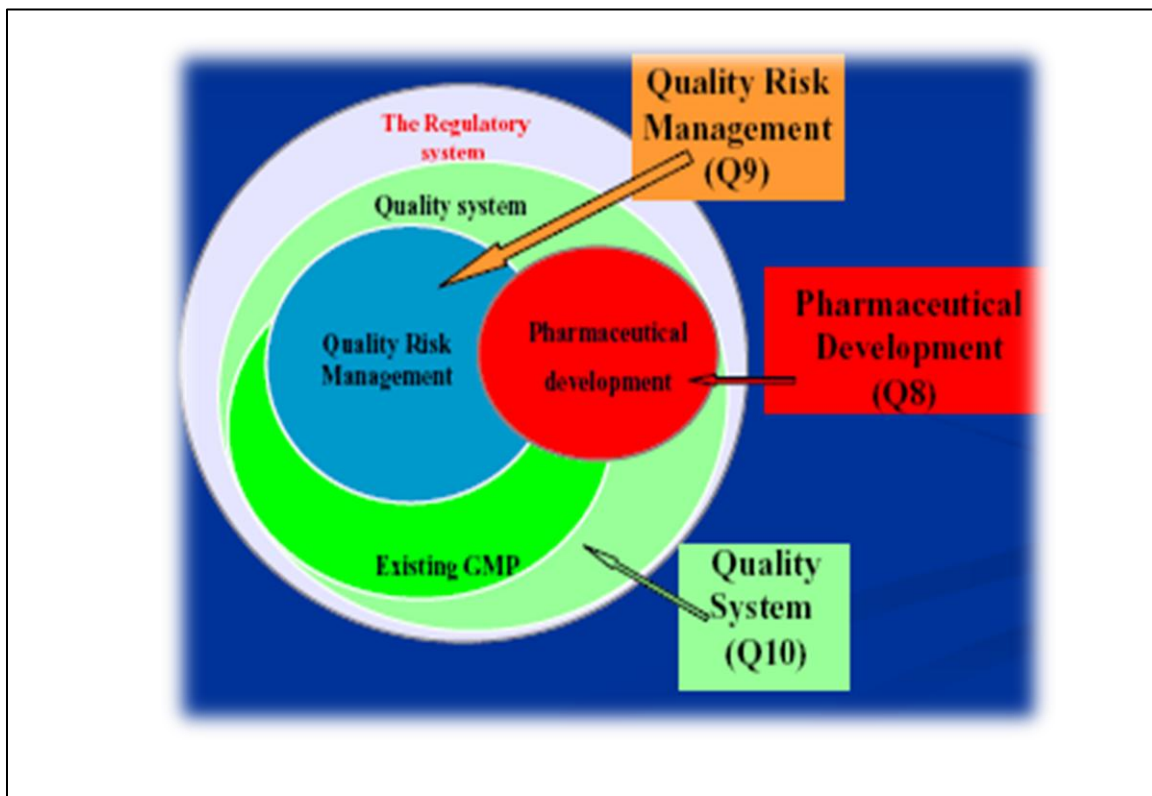 Quality Risk
Management
(Q9)
The Regulatory
system
Quality system
Pharmaceutical
Development
(Q8)
Quality Risk
Management
Pharmaceutical
development
Existing GMP
Quality
System
(Q10)